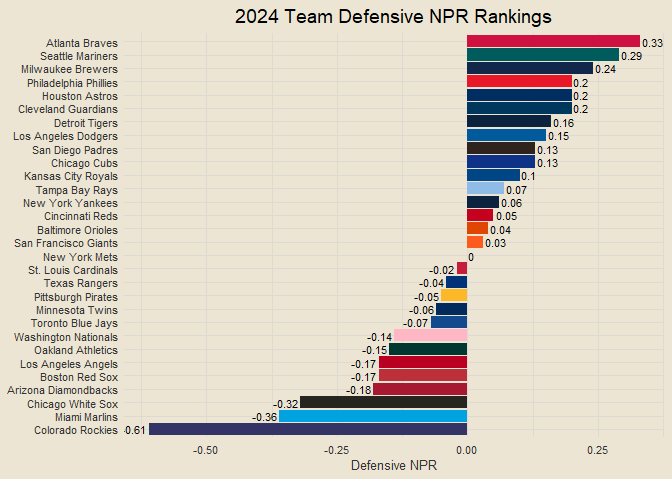 2024 Team Defensive NPR Rankings
Atlanta Braves 0.33
Seattle Mariners 0.29
Milwaukee Brewers 0.24
Philadelphia Phillies 0.2
Houston Astros 0.2
Cleveland Guardians 0.2
Detroit Tigers 0.16
Los Angeles Dodgers 0.15
San Diego Padres 0.13
Chicago Cubs 0.13
Kansas City Royals 0.1
Tampa Bay Rays 0.07
New York Yankees 0.06
Cincinnati Reds 0.05
Baltimore Orioles 0.04
San Francisco Giants 0.03
New York Mets 0
St. Louis Cardinals -0.02
Texas Rangers -0.04
Pittsburgh Pirates -0.05
Minnesota Twins -0.06
Toronto Blue Jays -0.07
Washington Nationals -0.14
Oakland Athletics -0.15
Los Angeles Angels -0.17
Boston Red Sox -0.17
Arizona Diamondbacks -0.18
Chicago White Sox -0.32
Miami Marlins -0.36
Colorado Rockies -0.61
-0.50 -0.25 0.00 0.25
Defensive NPR